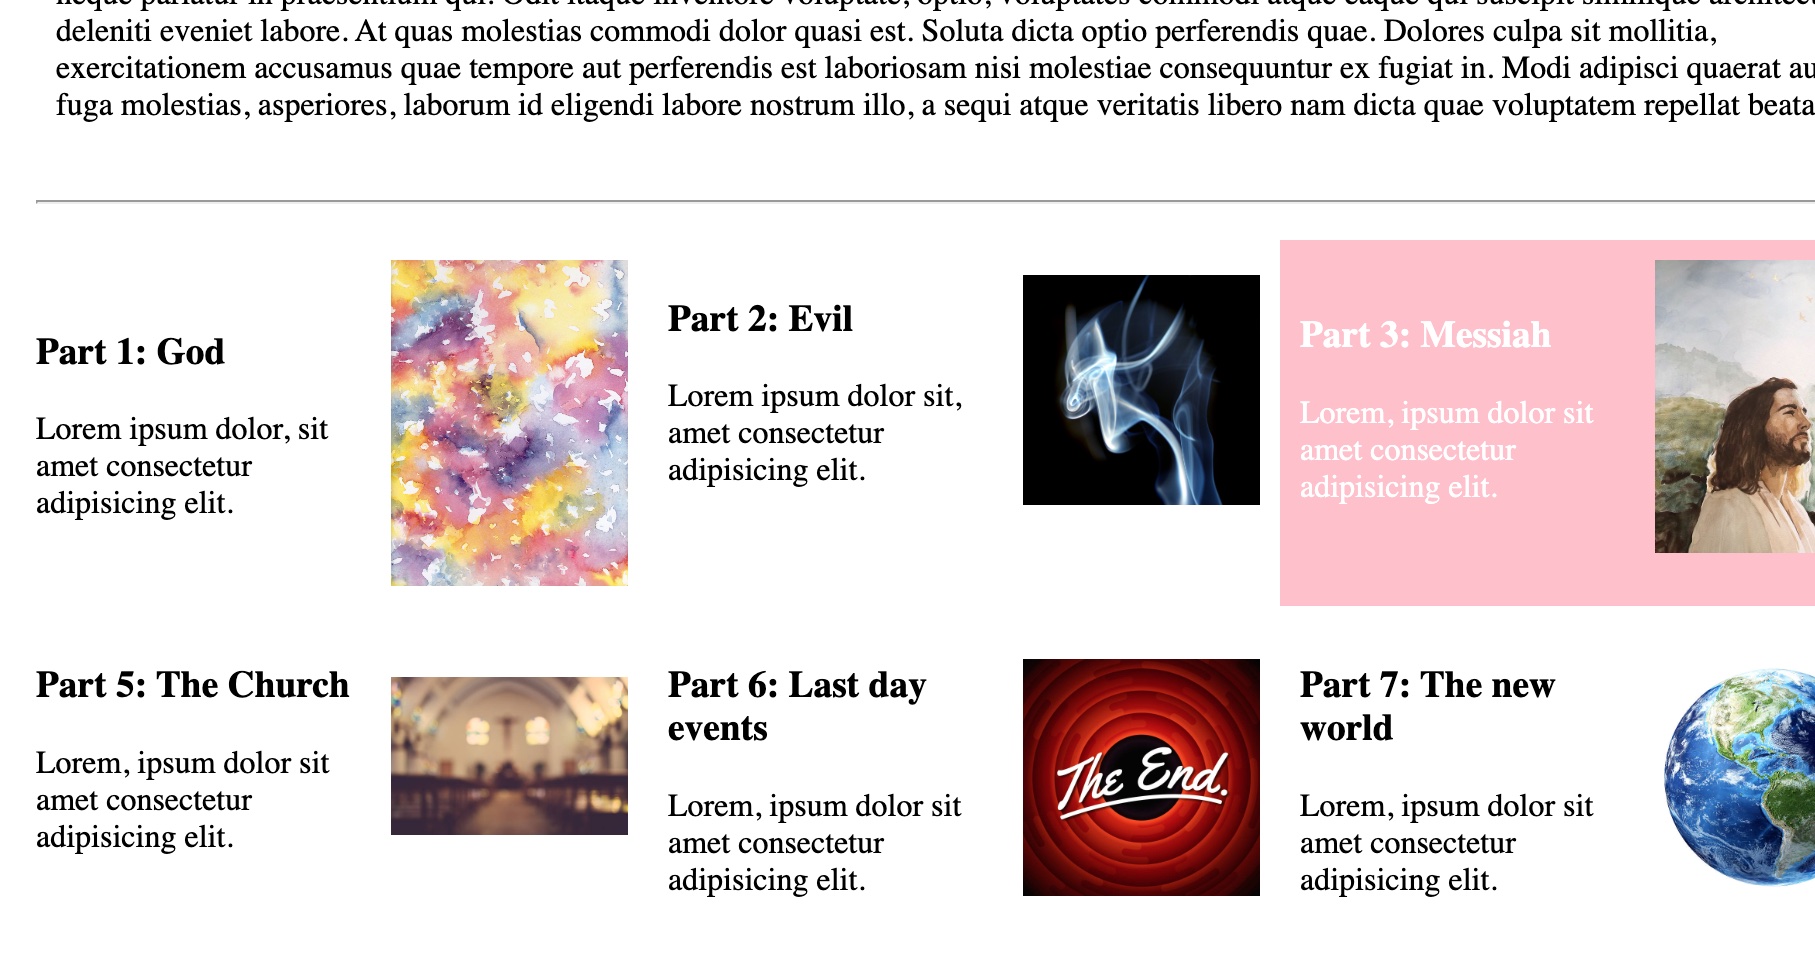 deleniti eveniet labore. At quas molestias commodi dolor quasi est. Soluta dicta optio perferendis quae. Dolores culpa sit mollitia,
exercitationem accusamus quae tempore aut perferendis est laboriosam nisi molestiae consequuntur ex fugiat in. Modi adipisci quaerat au
fuga molestias, asperiores, laborum id eligendi labore nostrum illo, a sequi atque veritatis libero nam dicta quae voluptatem repellat beata
Part 1: God
Lorem ipsum dolor, sit
amet consectetur
adipisicing elit.
Part 2: Evil
Lorem ipsum dolor sit,
amet consectetur
adipisicing elit.
Part 3: Messiah
Lorem, ipsum dolor sit
amet consectetur
adipisicing elit.
Part 5: The Church
Lorem, ipsum dolor sit
amet consectetur
adipisicing elit.
Part 6: Last day
events
Lorem, ipsum dolor sit
amet consectetur
adipisicing elit.
The End.
Part 7: The new
world
Lorem, ipsum dolor sit
amet consectetur
adipisicing elit.